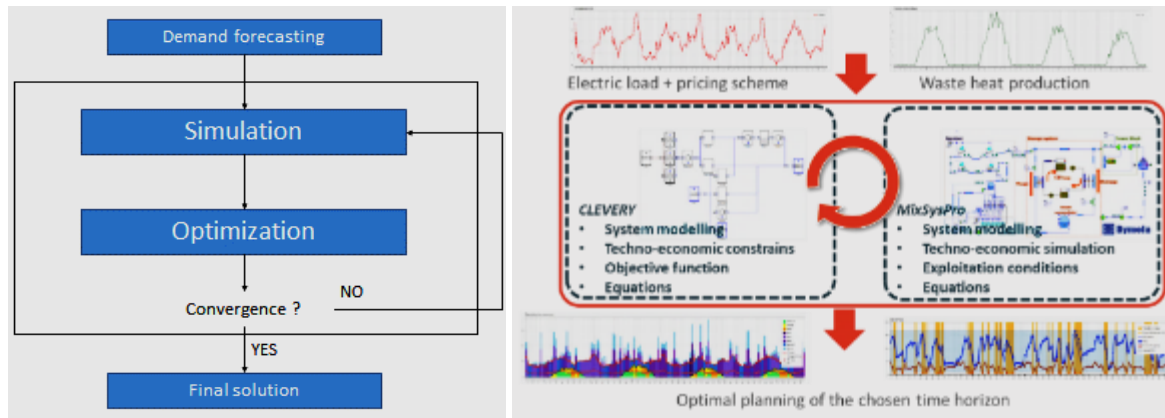 Demand forecasting
Simulation
Optimization
Convergence ?
NO
YES
Final solution
Electric load + pricing scheme
Waste heat production
CLEVERY
• System modelling
• Techno-economic constrains
• Objective function
• Equations
MixSysPro
• System modelling
• Techno-economic simulation
• Exploitation conditions
• Equations
Optimal planning of the chosen time horizon